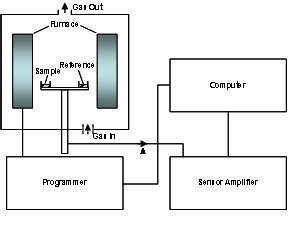 Gas Out
Furnace
Sample
Reference
Gas In
Computer
Programmer
Sensor Amplifier